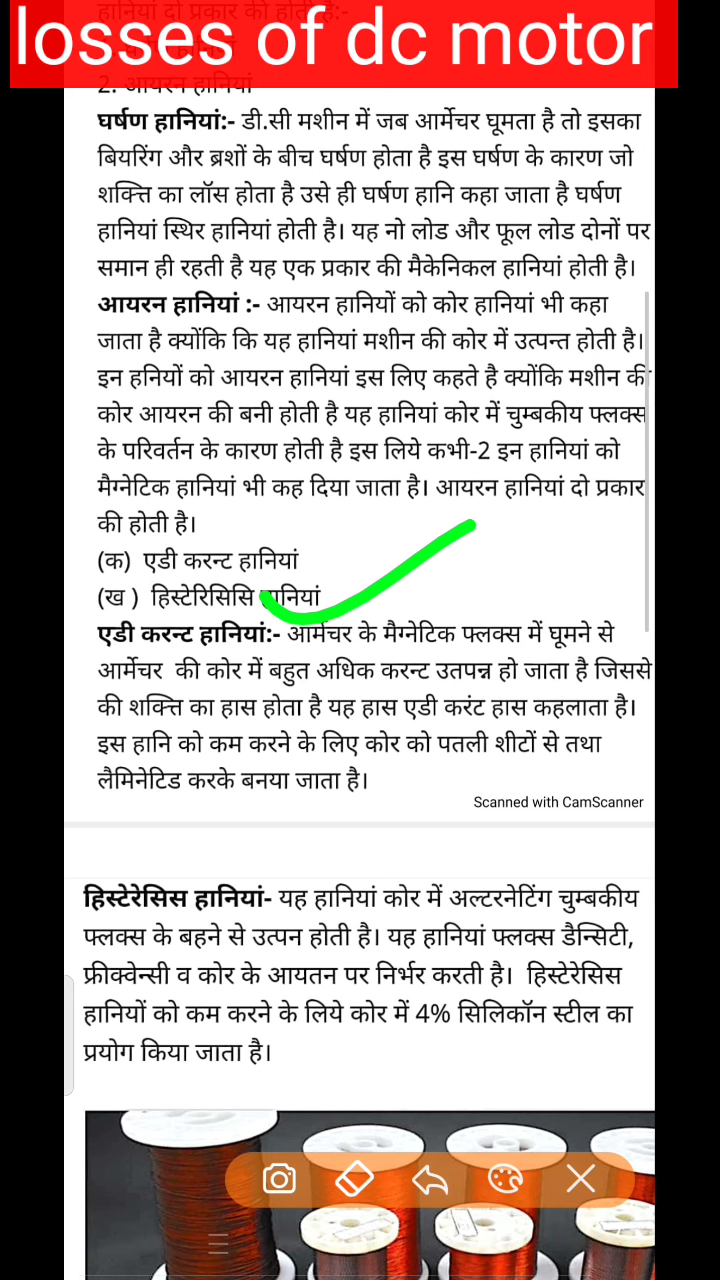 losses of dc motor
हानियां दो प्रकार की होती है:-
2. आयरन हानियां
घर्षण हानियां:- डी.सी मशीन में जब आर्मेचर घूमता है तो इसका
बियरिंग और ब्रशों के बीच घर्षण होता है इस घर्षण के कारण जो
शक्ति का लॉस होता है उसे ही घर्षण हानि कहा जाता है घर्षण
हानियां स्थिर हानियां होती है। यह नो लोड और फूल लोड दोनों पर
समान ही रहती है यह एक प्रकार की मैकेनिकल हानियां होती है।
आयरन हानियां :- आयरन हानियों को कोर हानियां भी कहा
जाता है क्योंकि कि यह हानियां मशीन की कोर में उत्पन्त होती है।
इन हनियों को आयरन हानियां इस लिए कहते है क्योंकि मशीन की
कोर आयरन की बनी होती है यह हानियां कोर में चुम्बकीय फ्लक्स
के परिवर्तन के कारण होती है इस लिये कभी-2 इन हानियां को
मैग्नेटिक हानियां भी कह दिया जाता है। आयरन हानियां दो प्रकार
की होती है।
(क) एडी करन्ट हानियां
(ख ) हिस्टेरिसिसि हानियां
एडी करन्ट हानियां:- आर्मेचर के मैग्नेटिक फ्लक्स में घूमने से
आर्मेचर की कोर में बहुत अधिक करन्ट उतपन्न हो जाता है जिससे
की शक्ति का हास होता है यह हास एडी करंट हास कहलाता है।
इस हानि को कम करने के लिए कोर को पतली शीटों से तथा
लैमिनेटिड करके बनया जाता है।
Scanned with CamScanner
हिस्टेरेसिस हानियां- यह हानियां कोर में अल्टरनेटिंग चुम्बकीय
फ्लक्स के बहने से उत्पन होती है। यह हानियां फ्लक्स डैन्सिटी,
फ्रीक्वेन्सी व कोर के आयतन पर निर्भर करती है। हिस्टेरेसिस
हानियों को कम करने के लिये कोर में 4% सिलिकॉन स्टील का
प्रयोग किया जाता है।